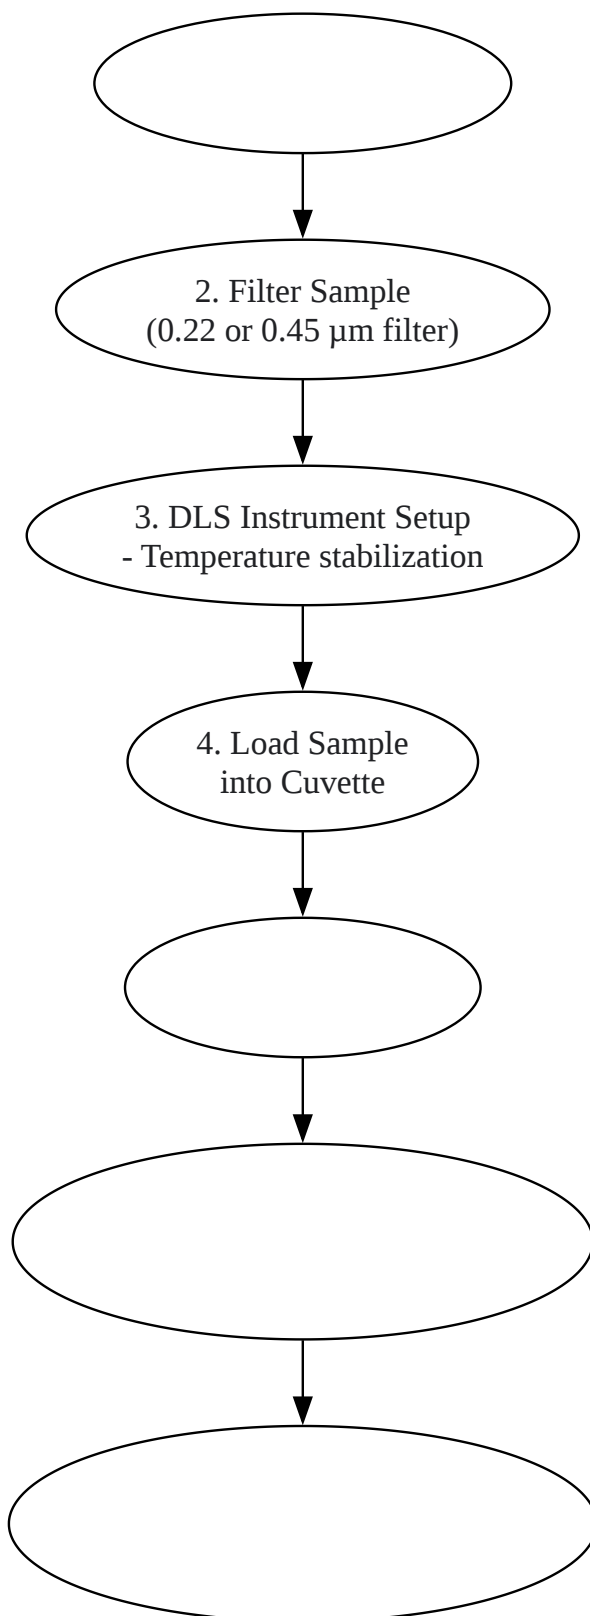 2. Filter Sample
(0.22 or 0.45 µm filter)
3. DLS Instrument Setup
- Temperature stabilization
4. Load Sample
into Cuvette